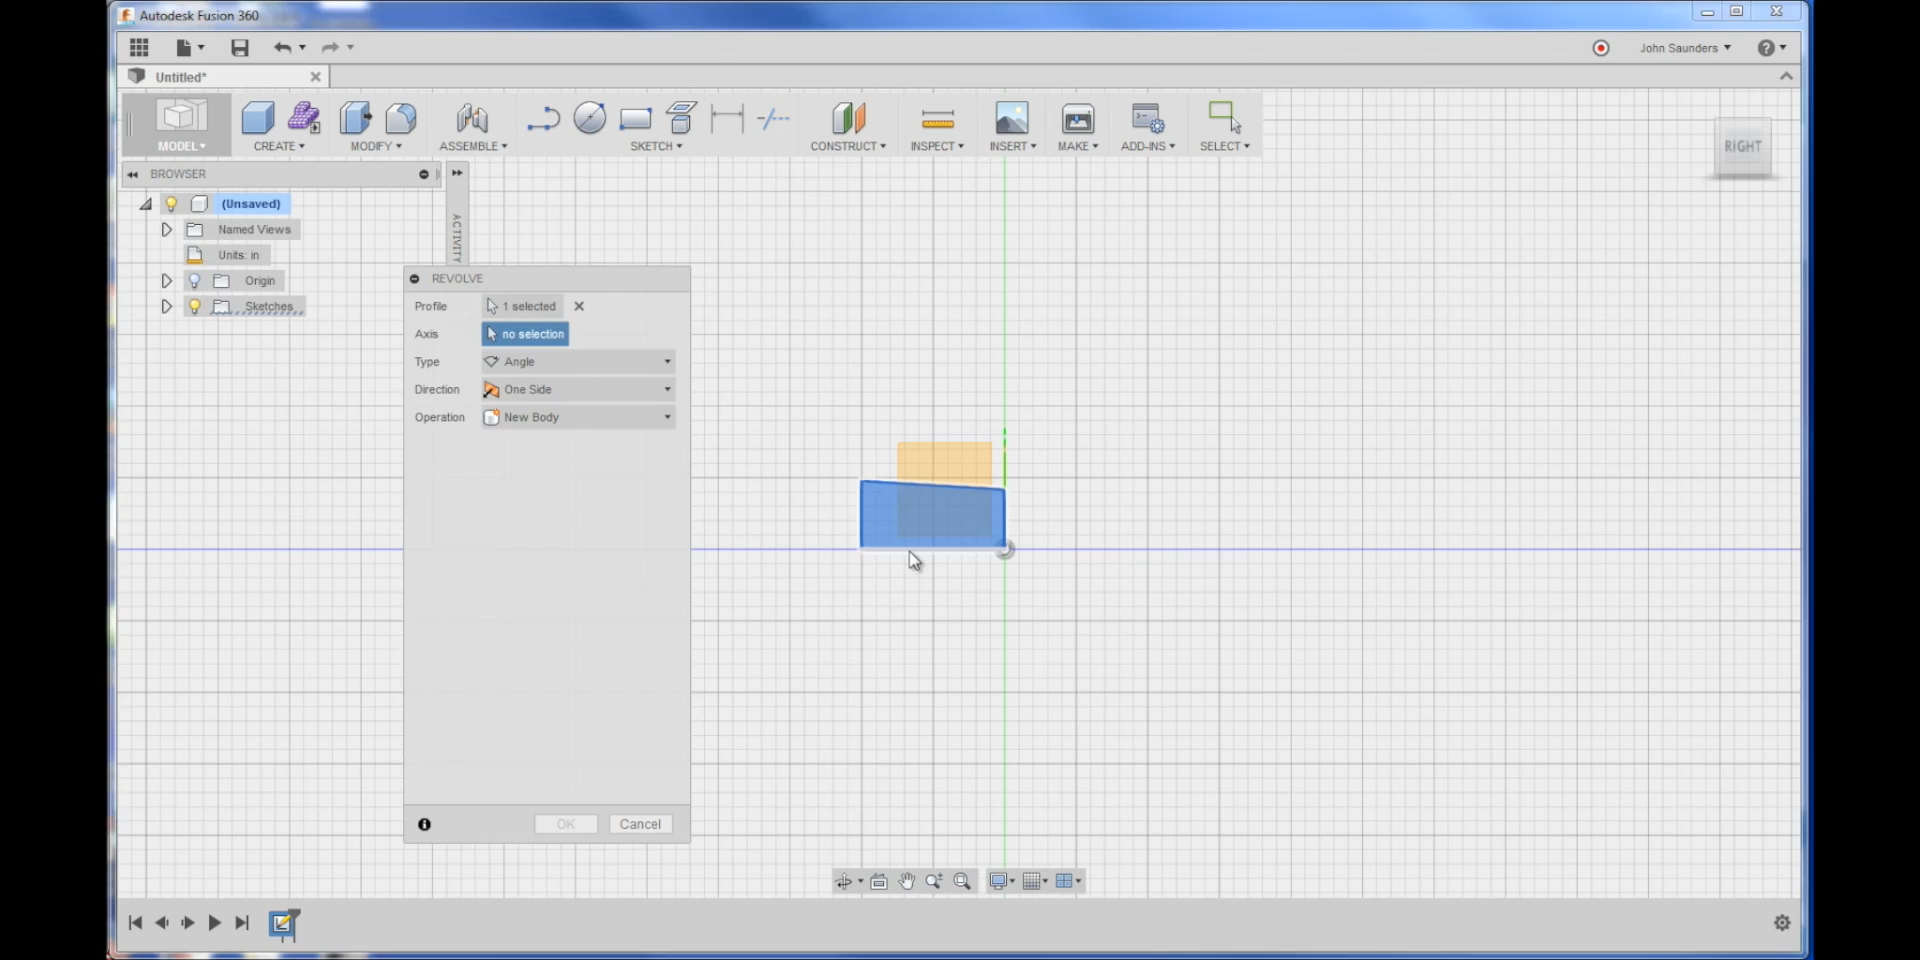 Autodesk Fusion 360
John Saunders
Untitled*
MODEL
CREATE
MODIFY
ASSEMBLE
SKETCH
CONSTRUCT
INSPECT
INSERT
MAKE
ADD-INS
SELECT
RIGHT
BROWSER
ACTIVITY
(Unsaved)
Named Views
Units: in
Origin
Sketches
REVOLVE
Profile 1 selected
Axis no selection
Type Angle
Direction One Side
Operation New Body
OK Cancel